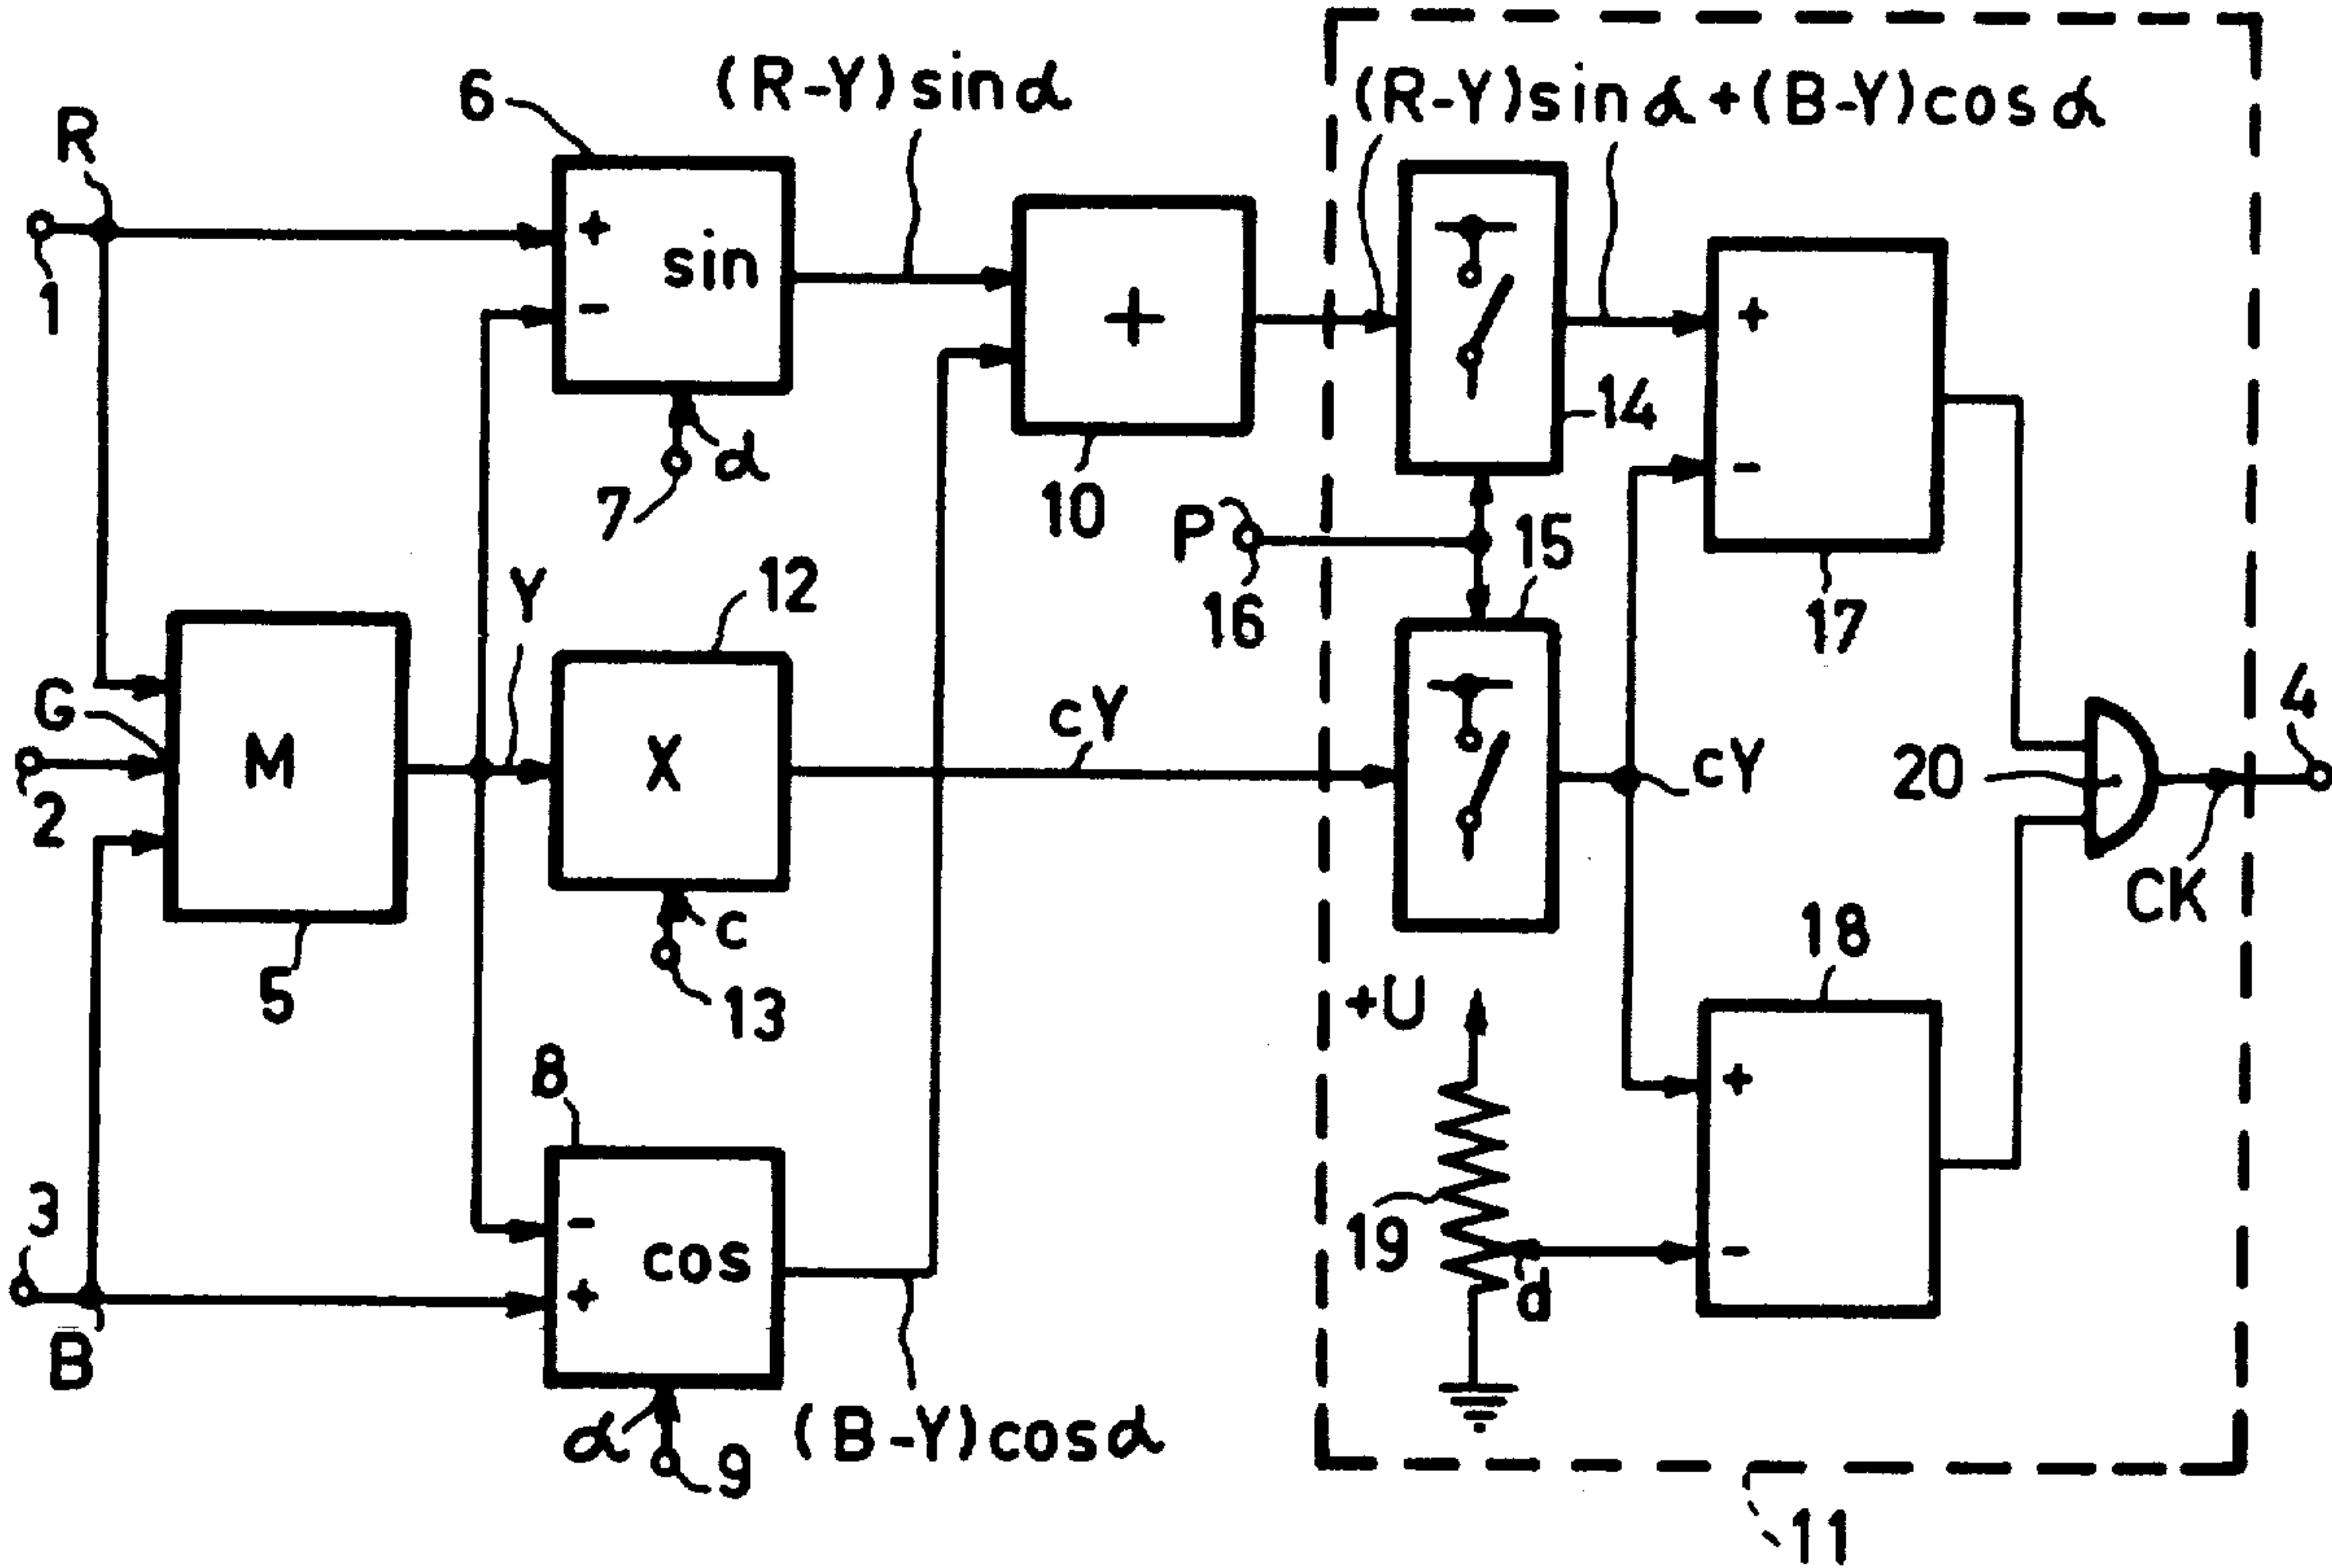 6
(R-Y)sinα
(R-Y)sinα+(B-Y)cosα
R
+
sin
-
1
+
+
-
14
α
7
10
P
16
15
17
Y
12
G
M
X
cY
cY
20
4
2
CK
c
13
5
18
+U
8
+
-
3
-
cos
+
19
d
B
α
9
(B-Y)cosα
11